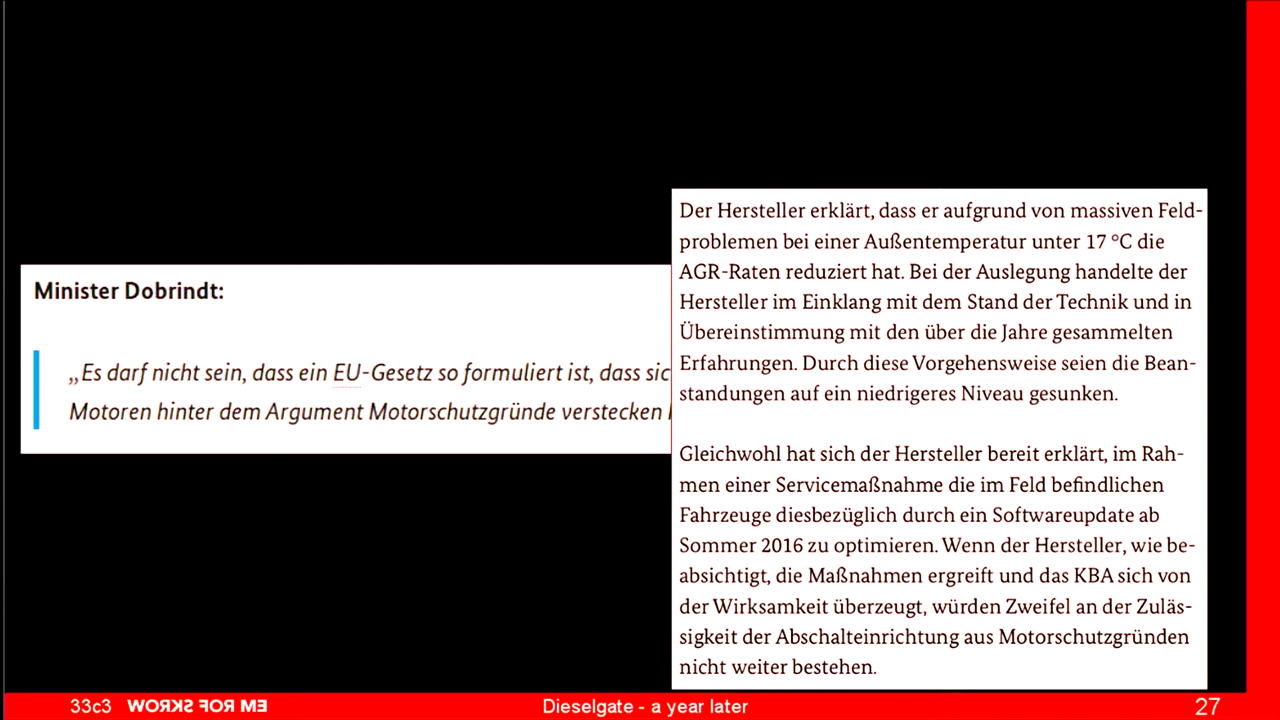 Minister Dobrindt:
„Es darf nicht sein, dass ein EU-Gesetz so formuliert ist, dass sic
Motoren hinter dem Argument Motorschutzgründe verstecken
Der Hersteller erklärt, dass er aufgrund von massiven Feld-
problemen bei einer Außentemperatur unter 17 °C die
AGR-Raten reduziert hat. Bei der Auslegung handelte der
Hersteller im Einklang mit dem Stand der Technik und in
Übereinstimmung mit den über die Jahre gesammelten
Erfahrungen. Durch diese Vorgehensweise seien die Bean-
standungen auf ein niedrigeres Niveau gesunken.
Gleichwohl hat sich der Hersteller bereit erklärt, im Rah-
men einer Servicemaßnahme die im Feld befindlichen
Fahrzeuge diesbezüglich durch ein Softwareupdate ab
Sommer 2016 zu optimieren. Wenn der Hersteller, wie be-
absichtigt, die Maßnahmen ergreift und das KBA sich von
der Wirksamkeit überzeugt, würden Zweifel an der Zuläs-
sigkeit der Abschalteinrichtung aus Motorschutzgründen
nicht weiter bestehen.
33c3 WORKS FOR ME Dieselgate - a year later 27